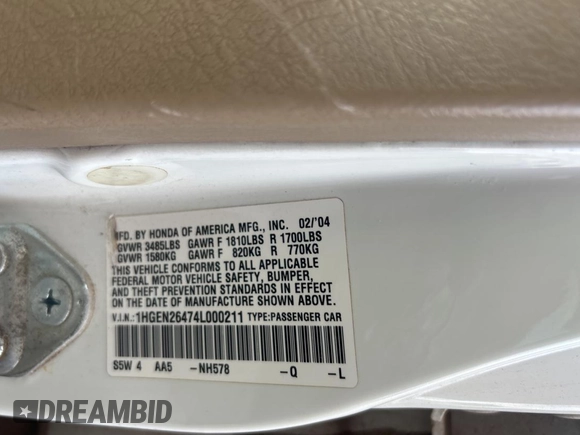 MFD. BY HONDA OF AMERICA MFG., INC. 02/'04
GVWR 3485LBS GAWR F 1810LBS R 1700LBS
GVWR 1580KG GAWR F 820KG R 770KG
THIS VEHICLE CONFORMS TO ALL APPLICABLE
FEDERAL MOTOR VEHICLE SAFETY, BUMPER,
AND THEFT PREVENTION STANDARDS IN EFFECT
ON THE DATE OF MANUFACTURE SHOWN ABOVE.
V.I.N.: 1HGEN26474L000211 TYPE: PASSENGER CAR
S5W 4 AA5 -NH578 -Q -L
DREAMBID